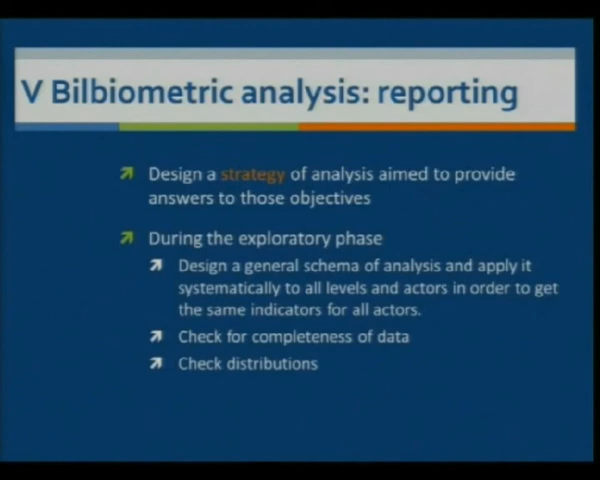 V Bilbiometric analysis: reporting
Design a strategy of analysis aimed to provide
answers to those objectives
During the exploratory phase
Design a general schema of analysis and apply it
systematically to all levels and actors in order to get
the same indicators for all actors.
Check for completeness of data
Check distributions